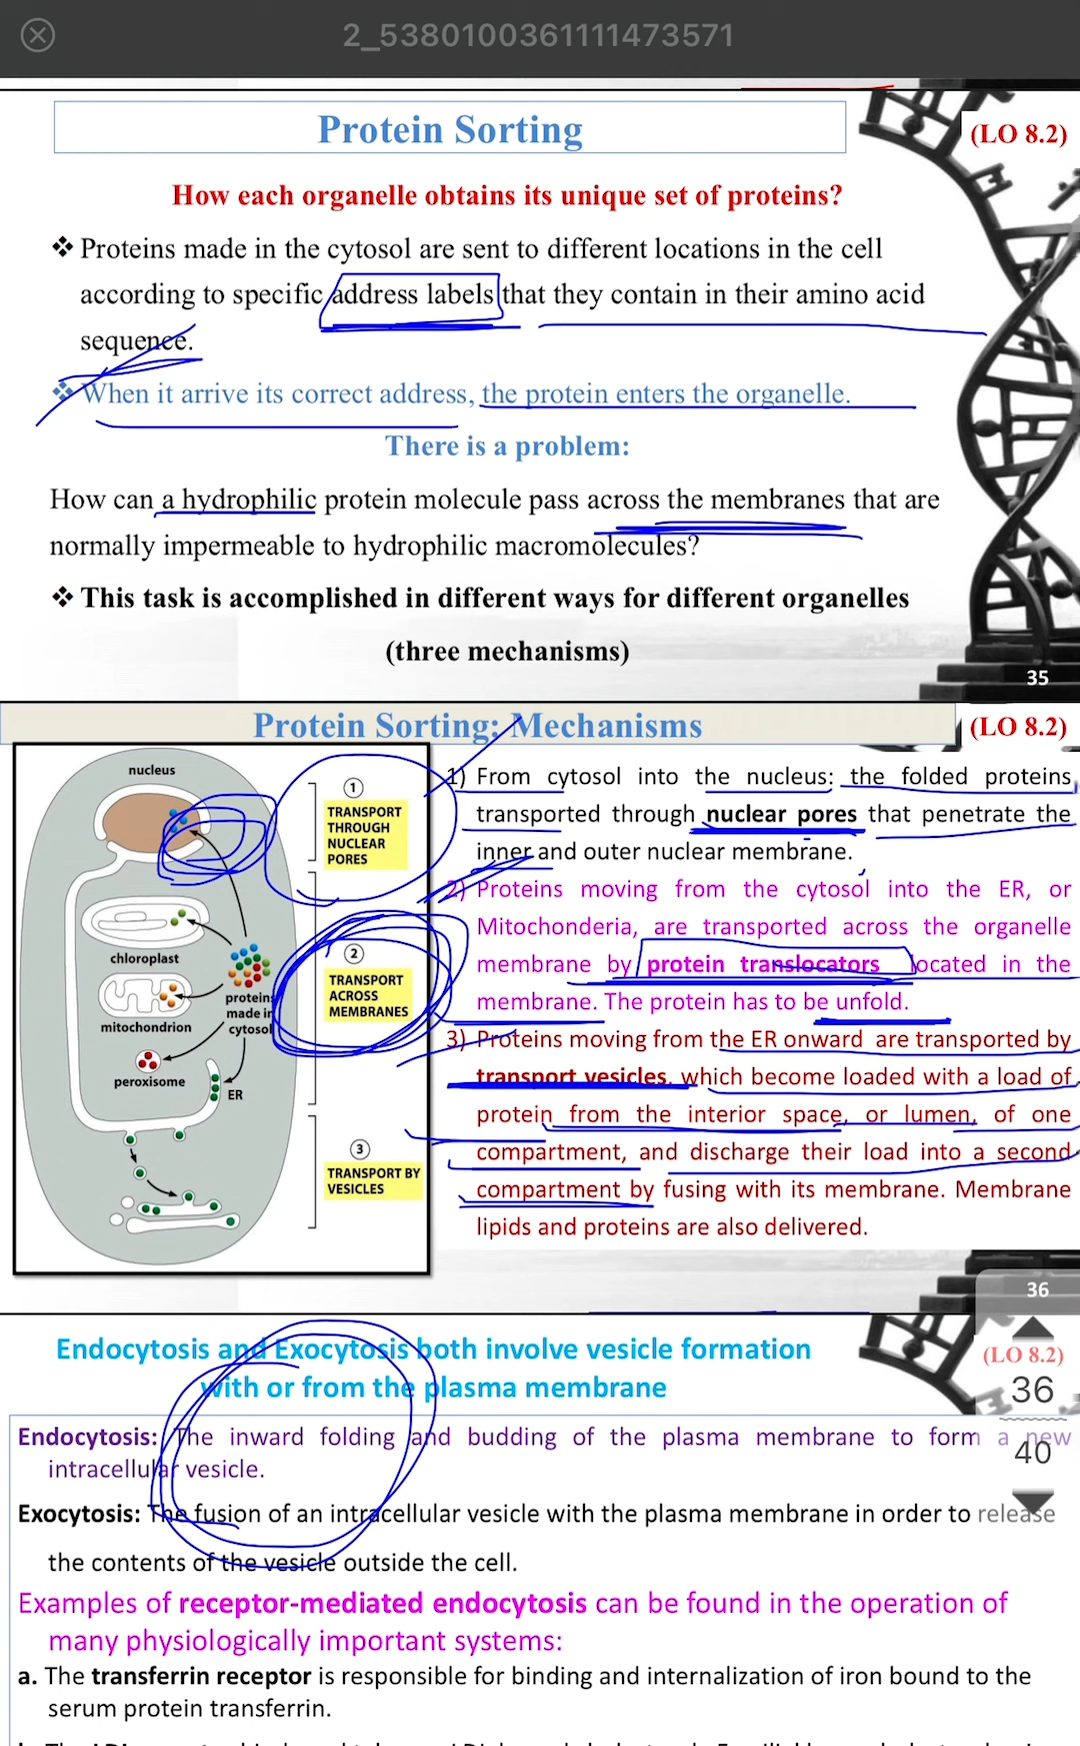 2_5380100361111473571
Protein Sorting
(LO 8.2)
How each organelle obtains its unique set of proteins?
❖ Proteins made in the cytosol are sent to different locations in the cell
according to specific address labels that they contain in their amino acid
sequence.
❖ When it arrive its correct address, the protein enters the organelle.
There is a problem:
How can a hydrophilic protein molecule pass across the membranes that are
normally impermeable to hydrophilic macromolecules?
❖ This task is accomplished in different ways for different organelles
(three mechanisms)
35
Protein Sorting: Mechanisms
(LO 8.2)
nucleus
chloroplast
mitochondrion
peroxisome
ER
protein
made in
cytosol
1
TRANSPORT
THROUGH
NUCLEAR
PORES
2
TRANSPORT
ACROSS
MEMBRANES
3
TRANSPORT BY
VESICLES
1) From cytosol into the nucleus: the folded proteins
transported through nuclear pores that penetrate the
inner and outer nuclear membrane.
2) Proteins moving from the cytosol into the ER, or
Mitochonderia, are transported across the organelle
membrane by protein translocators located in the
membrane. The protein has to be unfold.
3) Proteins moving from the ER onward are transported by
transport vesicles, which become loaded with a load of
protein from the interior space, or lumen, of one
compartment, and discharge their load into a second
compartment by fusing with its membrane. Membrane
lipids and proteins are also delivered.
36
Endocytosis and Exocytosis both involve vesicle formation
with or from the plasma membrane
(LO 8.2)
36
40
Endocytosis: The inward folding and budding of the plasma membrane to form a new
intracellular vesicle.
Exocytosis: The fusion of an intracellular vesicle with the plasma membrane in order to release
the contents of the vesicle outside the cell.
Examples of receptor-mediated endocytosis can be found in the operation of
many physiologically important systems:
a. The transferrin receptor is responsible for binding and internalization of iron bound to the
serum protein transferrin.